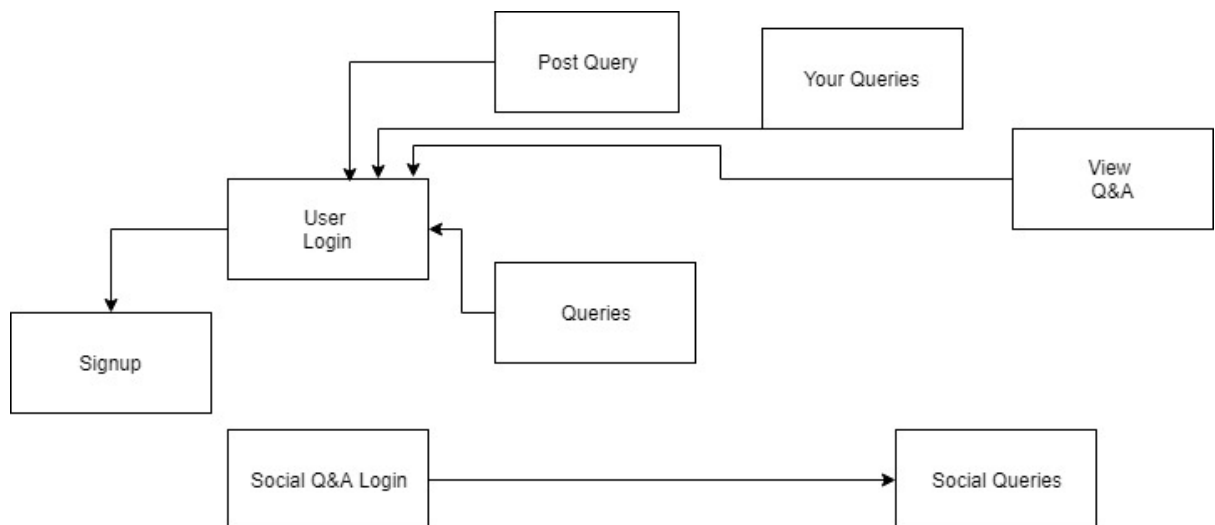 Post Query
Your Queries
View
Q&A
User
Login
Queries
Signup
Social Q&A Login
Social Queries